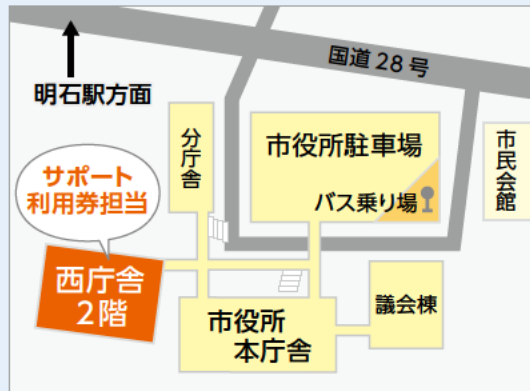 国道28号
明石駅方面
分庁舎
市役所駐車場
市民会館
サポート
利用券担当
バス乗り場
西庁舎
2階
議会棟
市役所
本庁舎